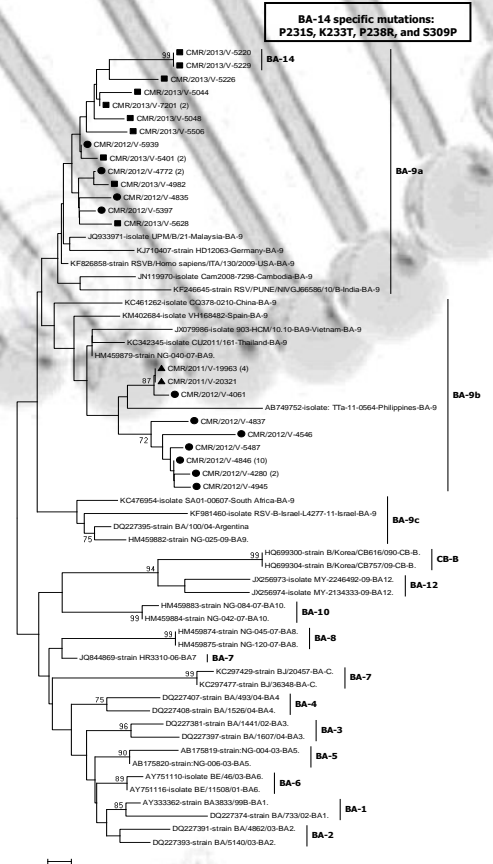 BA-14 specific mutations:
P231S, K233T, P238R, and S309P
99
CMR/2013/V-5220
CMR/2013/V-5229
BA-14
CMR/2013/V-5226
CMR/2013/V-5044
CMR/2013/V-7201 (2)
CMR/2013/V-5048
CMR/2013/V-5506
CMR/2012/V-5939
CMR/2013/V-5401 (2)
CMR/2012/V-4772 (2)
BA-9a
CMR/2013/V-4982
CMR/2012/V-4835
CMR/2012/V-5397
CMR/2013/V-5628
JQ933971-isolate UPM/B/21-Malaysia-BA-9
KJ710407-strain HD12063-Germany-BA-9
KF826858-strain RSVB/Homo sapiens/ITA/130/2009-USA-BA-9
JN119970-isolate Cam2008-7298-Cambodia-BA-9
KF246645-strain RSV/PUNE/NIVGJ66586/10/B-India-BA-9
KC461262-isolate CQ378-0210-China-BA-9
KM402684-isolate VH168482-Spain-BA-9
JX079986-isolate 903-HCM/10.10-BA9-Vietnam-BA-9
KC342345-isolate CU2011/161-Thailand-BA-9
HM459879-strain NG-040-07-BA9.
CMR/2011/V-19963 (4)
87
CMR/2011/V-20321
CMR/2012/V-4061
BA-9b
AB749752-isolate: TTa-11-0564-Philippines-BA-9
CMR/2012/V-4837
CMR/2012/V-4546
72
CMR/2012/V-5487
CMR/2012/V-4846 (10)
CMR/2012/V-4280 (2)
CMR/2012/V-4945
KC476954-isolate SA01-00607-South Africa-BA-9
KF981460-isolate RSV-B-Israel-L4277-11-Israel-BA-9
BA-9c
DQ227395-strain BA/100/04-Argentina
75
HM459882-strain NG-025-09-BA9.
99
HQ699300-strain B/Korea/CB616/090-CB-B.
HQ699304-strain B/Korea/CB757/09-CB-B.
CB-B
94
JX256973-isolate MY-2246492-09-BA12.
JX256974-isolate MY-2134333-09-BA12.
BA-12
HM459883-strain NG-084-07-BA10.
99
HM459884-strain NG-042-07-BA10.
BA-10
99
HM459874-strain NG-045-07-BA8.
HM459875-strain NG-120-07-BA8.
BA-8
JQ844869-strain HR3310-06-BA7
BA-7
99
KC297429-strain BJ/20457-BA-C.
KC297477-strain BJ/36348-BA-C.
BA-7
75
DQ227407-strain BA/493/04-BA4
DQ227408-strain BA/1526/04-BA4.
BA-4
96
DQ227381-strain BA/1441/02-BA3.
DQ227397-strain BA/1607/04-BA3.
BA-3
90
AB175819-strain:NG-004-03-BA5.
AB175820-strain:NG-006-03-BA5.
BA-5
89
AY751110-isolate BE/46/03-BA6.
AY751116-isolate BE/11508/01-BA6.
BA-6
85
AY333362-strain BA3833/99B-BA1.
DQ227374-strain BA/733/02-BA1.
BA-1
DQ227391-strain BA/4862/03-BA2.
DQ227393-strain BA/5140/03-BA2.
BA-2